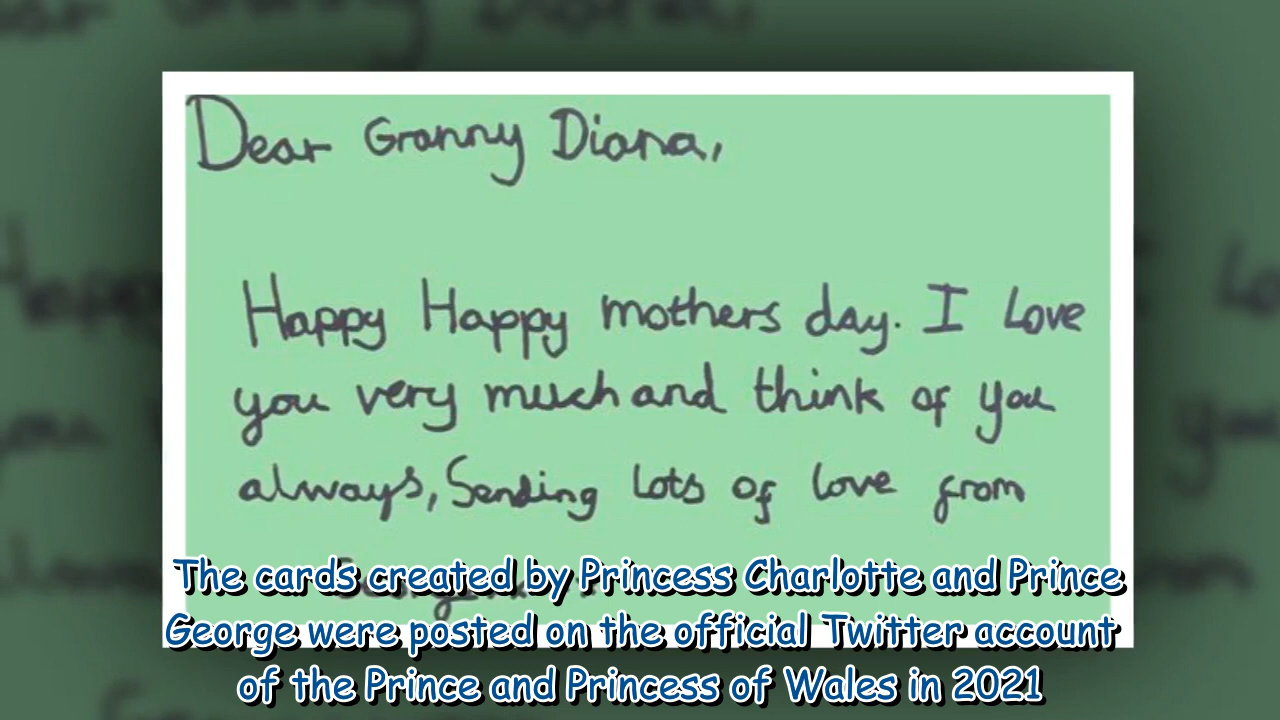 Dear Granny Diana,
Happy Happy mothers day. I Love
you very much and think of you
always, Sending lots of love from
The cards created by Princess Charlotte and Prince
George were posted on the official Twitter account
of the Prince and Princess of Wales in 2021